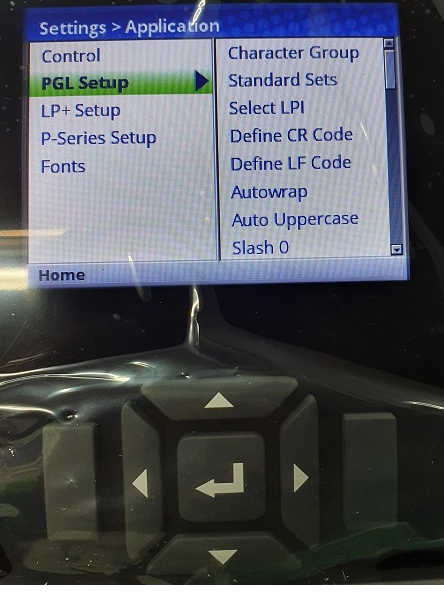 Settings > Application
Control
PGL Setup
LP+ Setup
P-Series Setup
Fonts
Character Group
Standard Sets
Select LPI
Define CR Code
Define LF Code
Autowrap
Auto Uppercase
Slash 0
Home